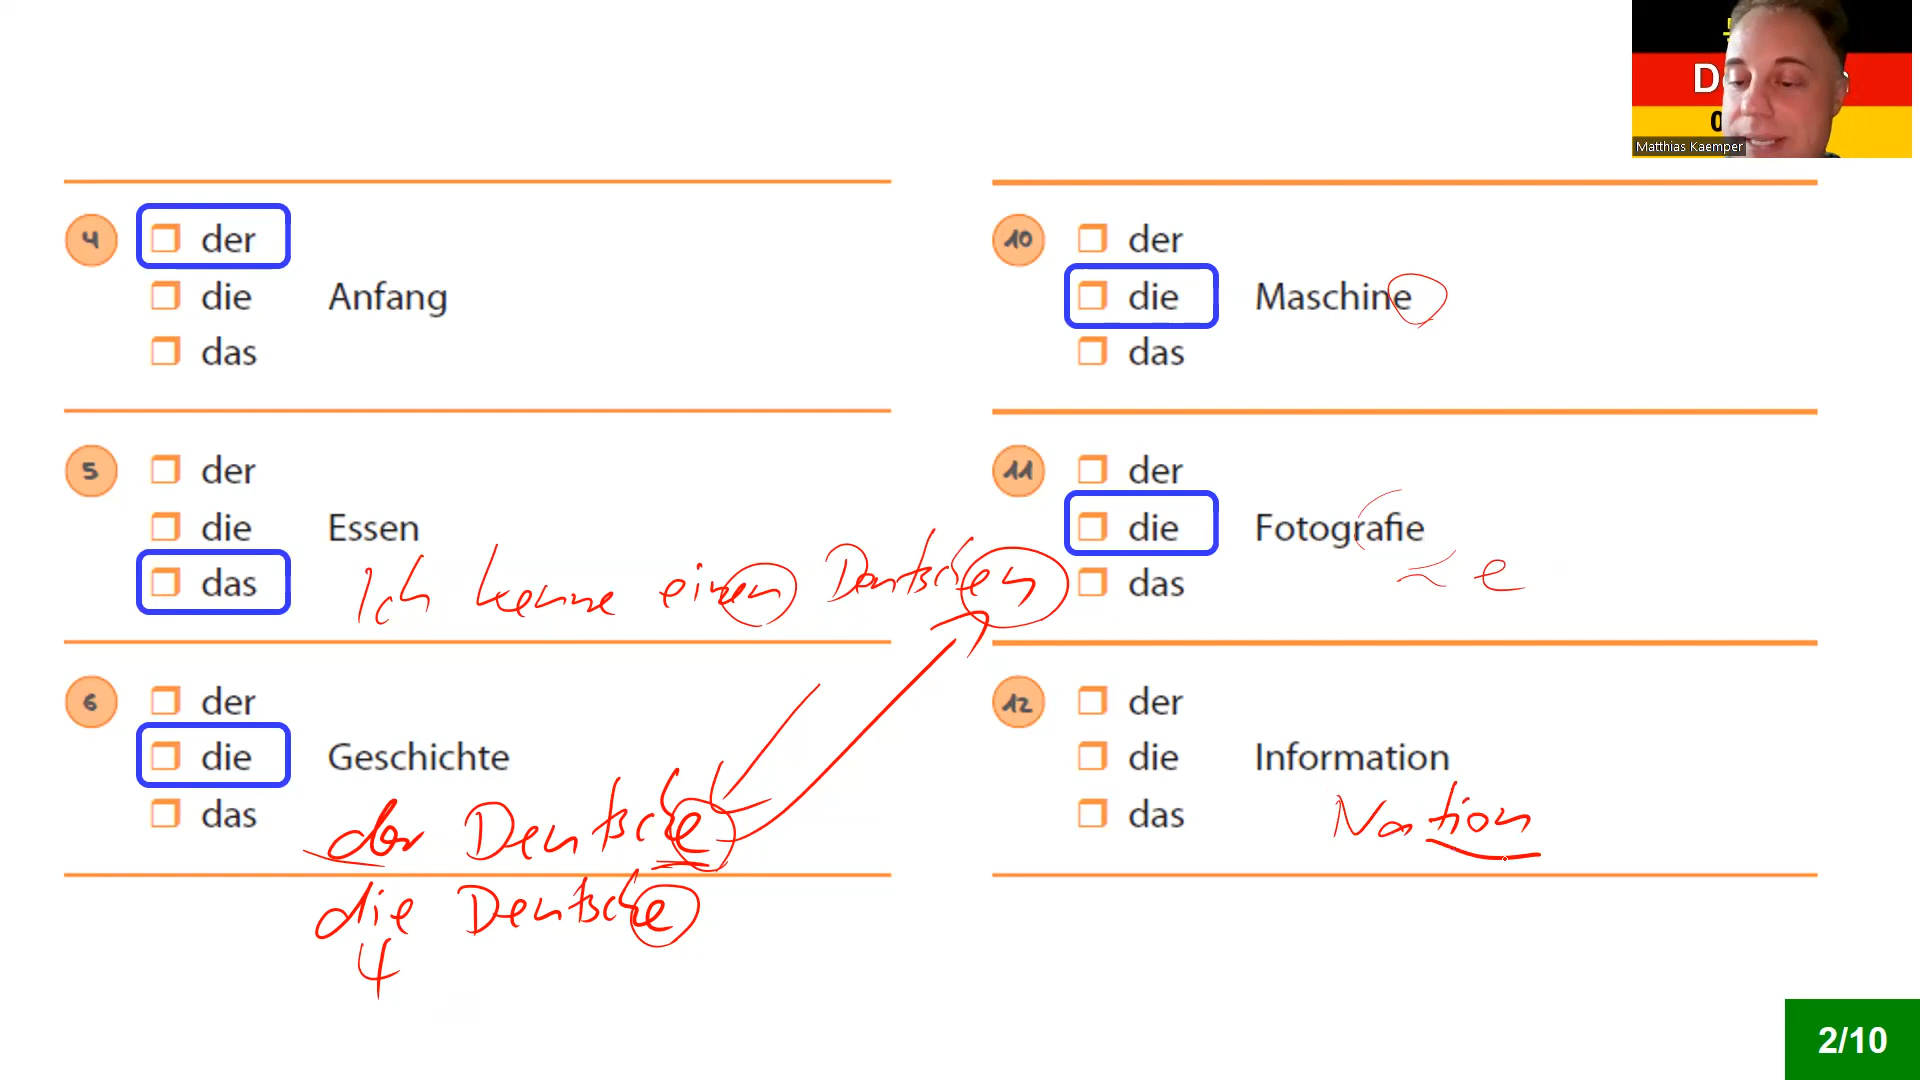 D
0
Matthias Kaemper
4
der
die Anfang
das
5
der
die Essen
das
Ich kenne einen Deutschen
6
der
die Geschichte
das
der Deutsche
die Deutsche
4
10
der
die Maschine
das
11
der
die Fotografie
≈ e
das
12
der
die Information
das
Nation
2/10